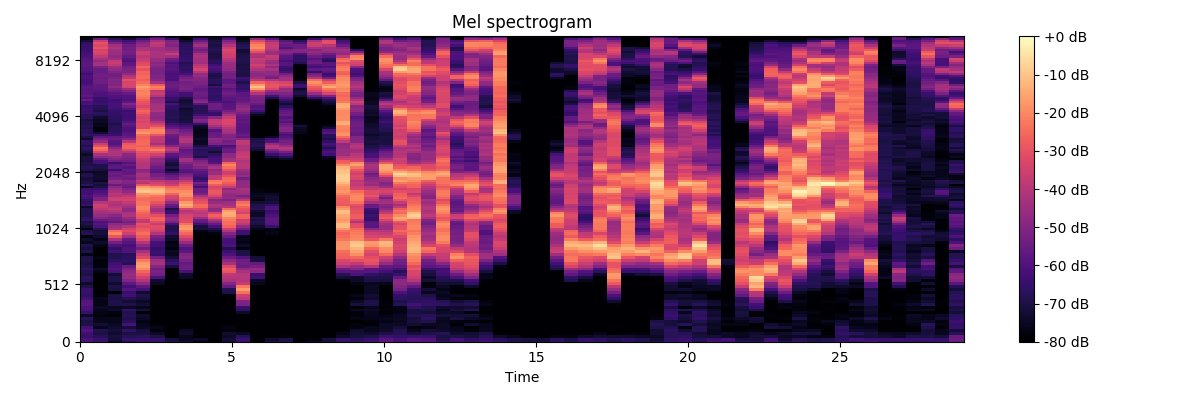 Mel spectrogram
Hz
8192
4096
2048
1024
512
0
0 5 10 15 20 25
Time
+0 dB
-10 dB
-20 dB
-30 dB
-40 dB
-50 dB
-60 dB
-70 dB
-80 dB